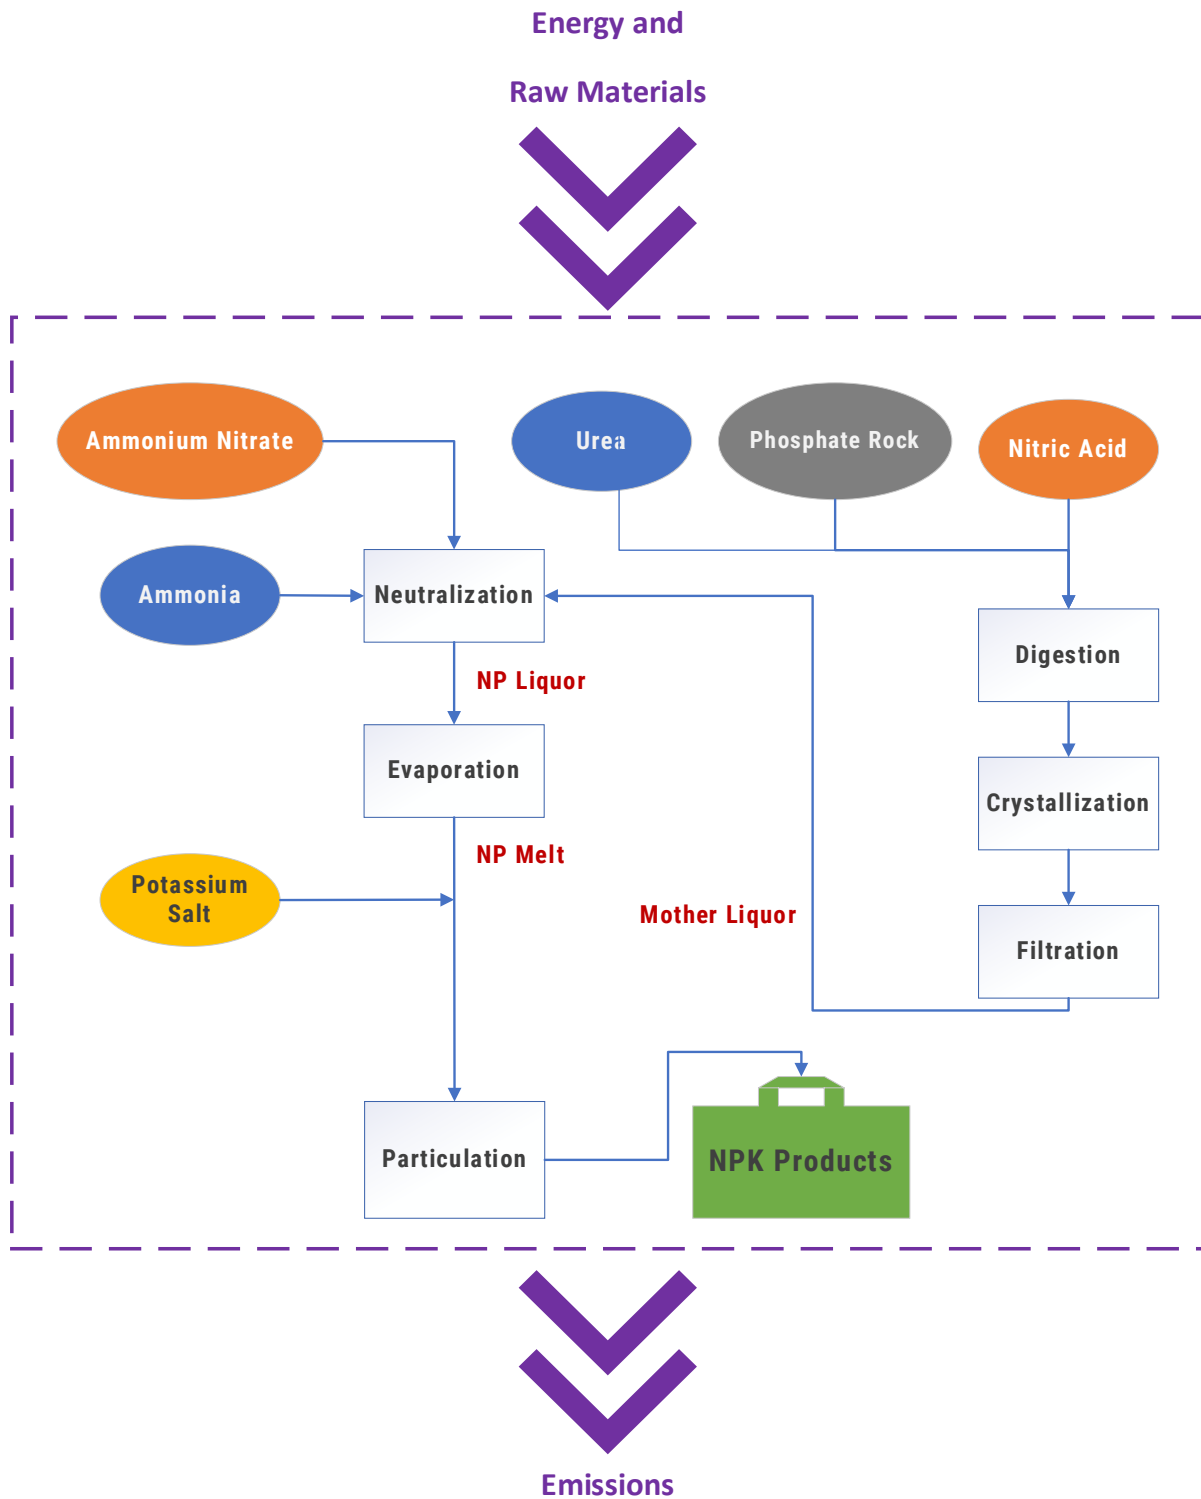 Energy and
Raw Materials
Ammonium Nitrate
Urea
Phosphate Rock
Nitric Acid
Ammonia
Neutralization
Digestion
NP Liquor
Evaporation
Crystallization
NP Melt
Potassium
Salt
Mother Liquor
Filtration
Particulation
NPK Products
Emissions